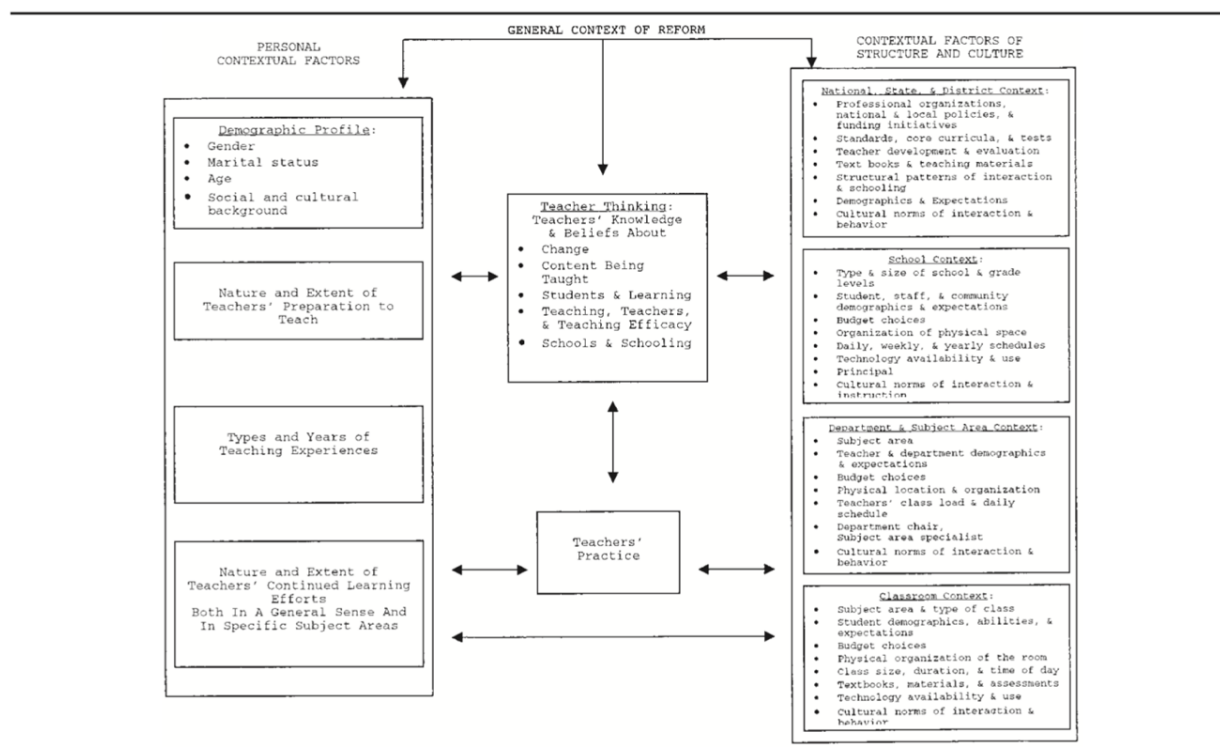 GENERAL CONTEXT OF REFORM
PERSONAL
CONTEXTUAL FACTORS
Demographic Profile:
• Gender
• Marital status
• Age
• Social and cultural
background
Nature and Extent of
Teachers' Preparation to
Teach
Types and Years of
Teaching Experiences
Nature and Extent of
Teachers' Continued Learning
Efforts
Both In A General Sense And
In Specific Subject Areas
Teacher Thinking:
Teachers' Knowledge
& Beliefs About
• Change
• Content Being
Taught
• Students & Learning
• Teaching, Teachers,
& Teaching Efficacy
• Schools & Schooling
Teachers'
Practice
CONTEXTUAL FACTORS OF
STRUCTURE AND CULTURE
National, State, & District Context:
• Professional organizations,
national & local policies, &
funding initiatives
• Standards, core curricula, & tests
• Teacher development & evaluation
• Text books & teaching materials
• Structural patterns of interaction
& schooling
• Demographics & Expectations
• Cultural norms of interaction &
behavior
School Context:
• Type & size of school & grade
levels
• Student, staff, & community
demographics & expectations
• Budget choices
• Organization of physical space
• Daily, weekly, & yearly schedules
• Technology availability & use
• Principal
• Cultural norms of interaction &
instruction
Department & Subject Area Context:
• Subject area
• Teacher & department demographics
& expectations
• Budget choices
• Physical location & organization
• Teachers' class load & daily
schedule
• Department chair,
Subject area specialist
• Cultural norms of interaction &
behavior
Classroom Context:
• Subject area & type of class
• Student demographics, abilities, &
expectations
• Budget choices
• Physical organization of the room
• Class size, duration, & time of day
• Textbooks, materials, & assessments
• Technology availability & use
• Cultural norms of interaction &
behavior